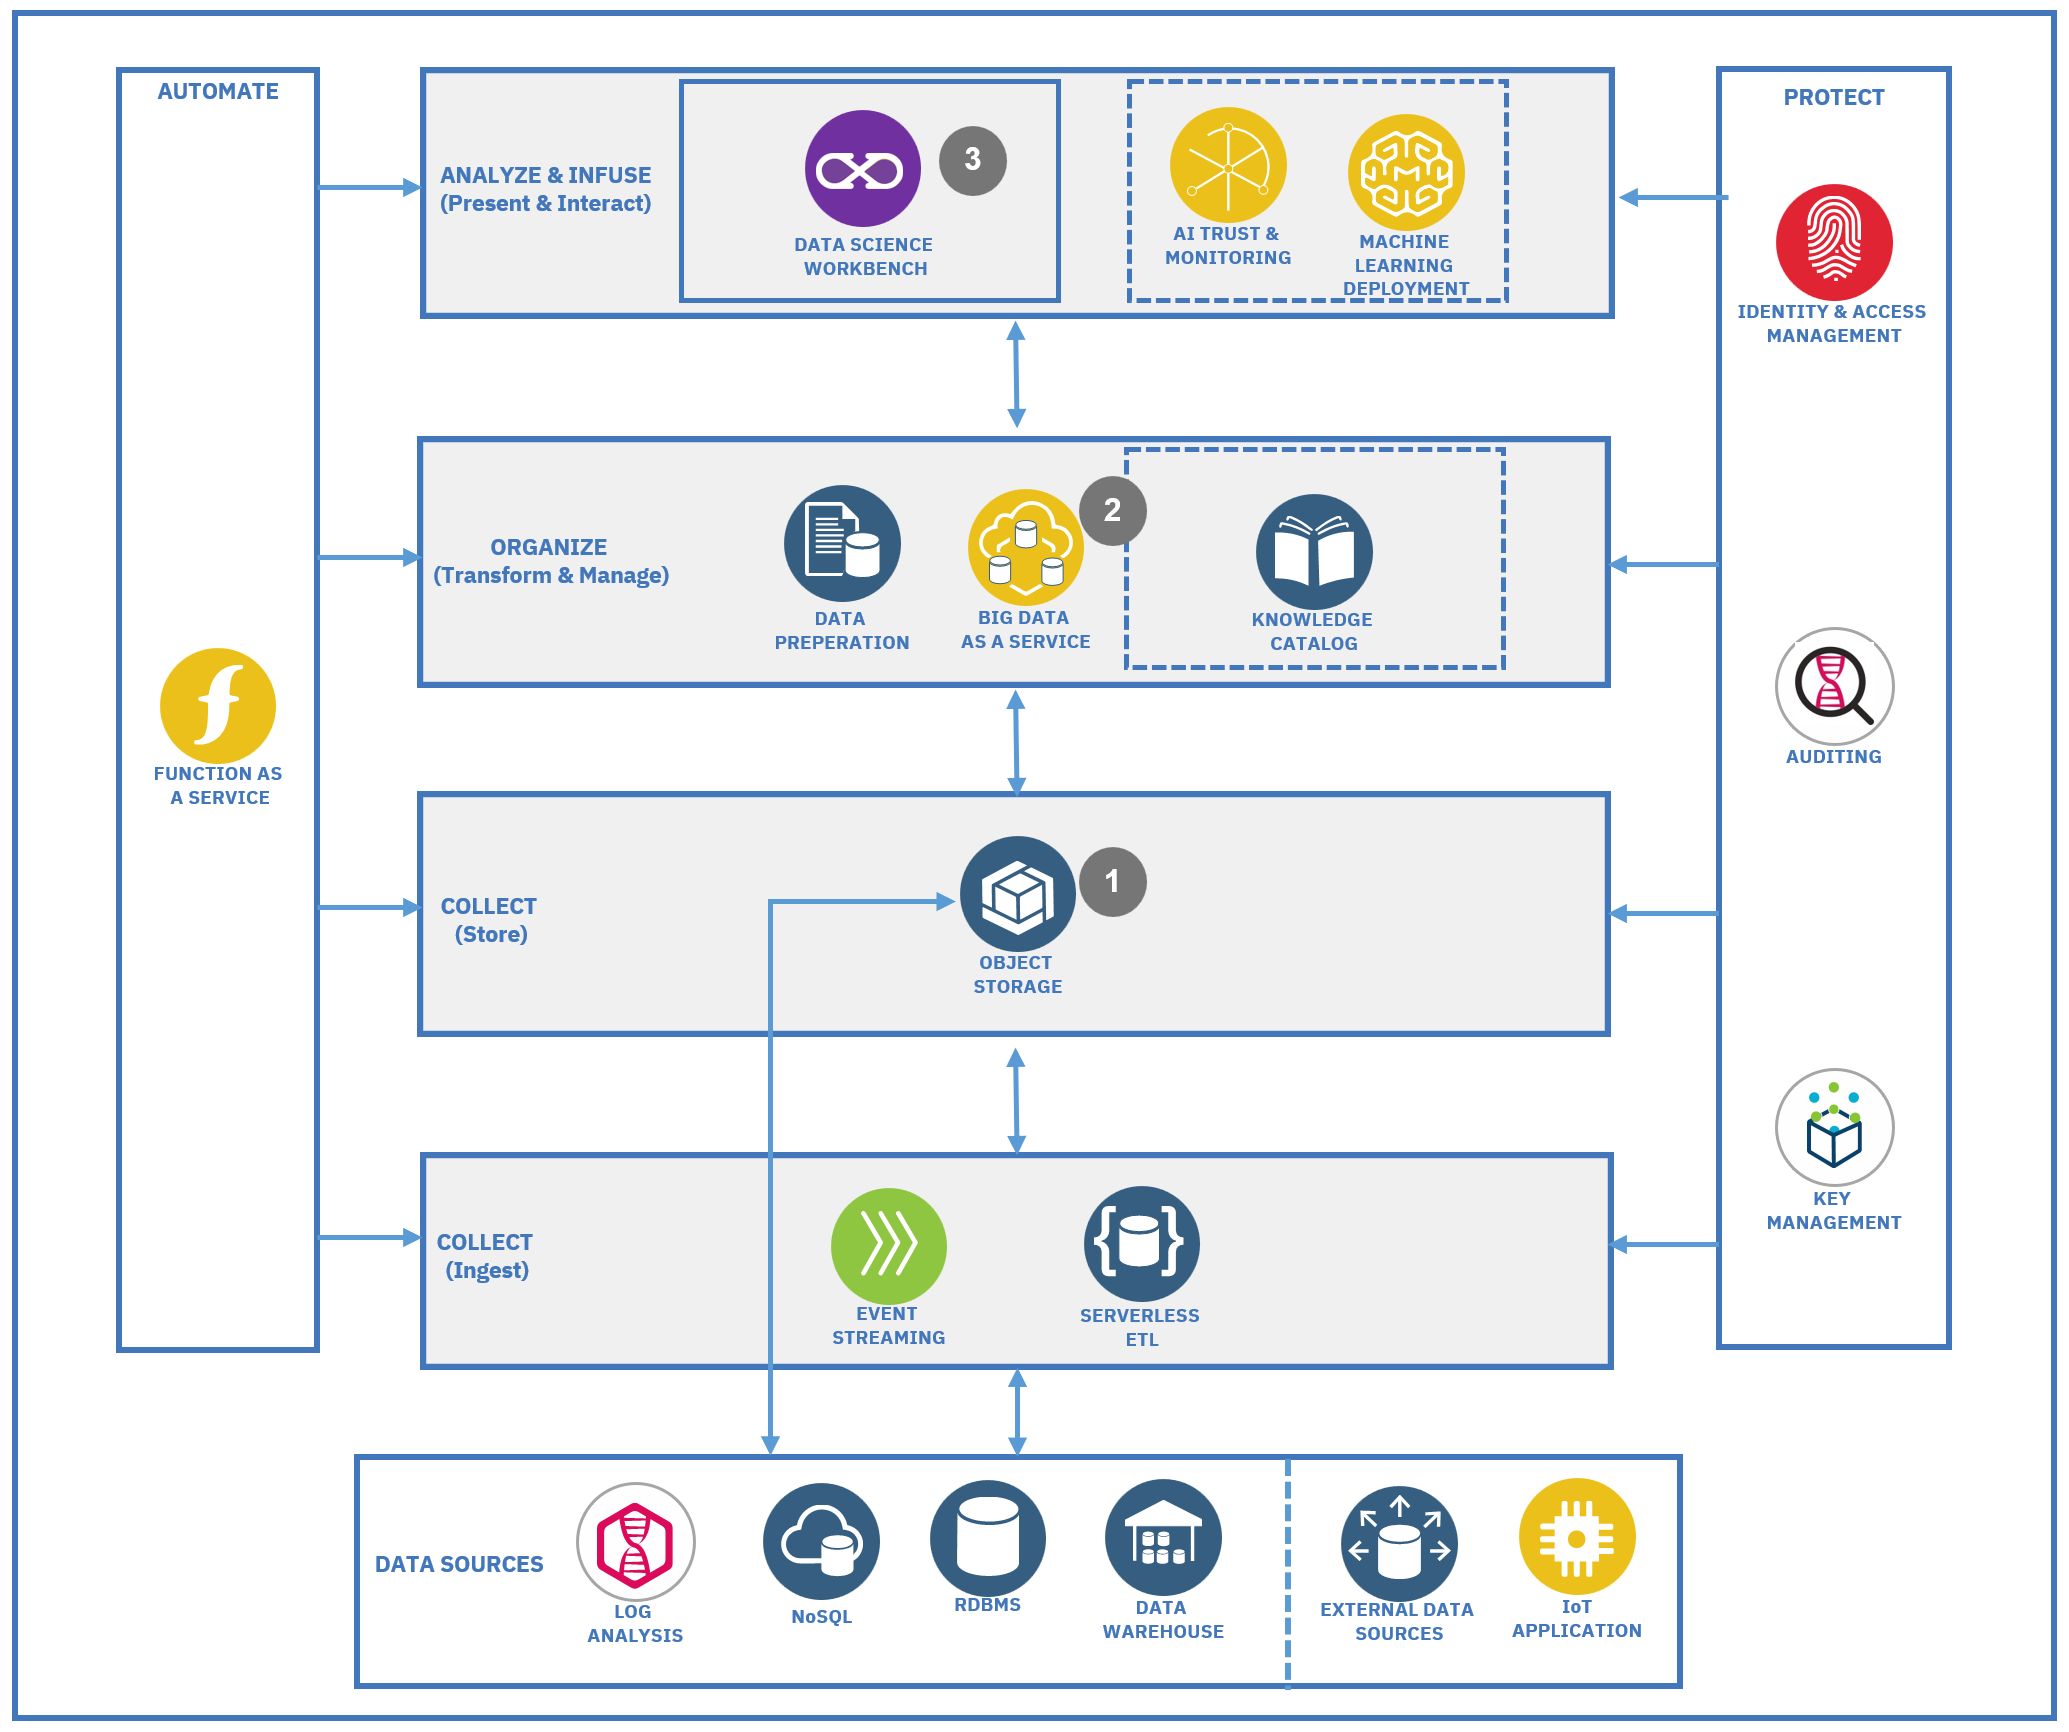 AUTOMATE
PROTECT
ANALYZE & INFUSE
(Present & Interact)
3
DATA SCIENCE
WORKBENCH
AI TRUST &
MONITORING
MACHINE
LEARNING
DEPLOYMENT
IDENTITY & ACCESS
MANAGEMENT
ORGANIZE
(Transform & Manage)
DATA
PREPERATION
2
BIG DATA
AS A SERVICE
KNOWLEDGE
CATALOG
f
FUNCTION AS
A SERVICE
AUDITING
COLLECT
(Store)
1
OBJECT
STORAGE
KEY
MANAGEMENT
COLLECT
(Ingest)
EVENT
STREAMING
SERVERLESS
ETL
DATA SOURCES
LOG
ANALYSIS
NoSQL
RDBMS
DATA
WAREHOUSE
EXTERNAL DATA
SOURCES
IoT
APPLICATION